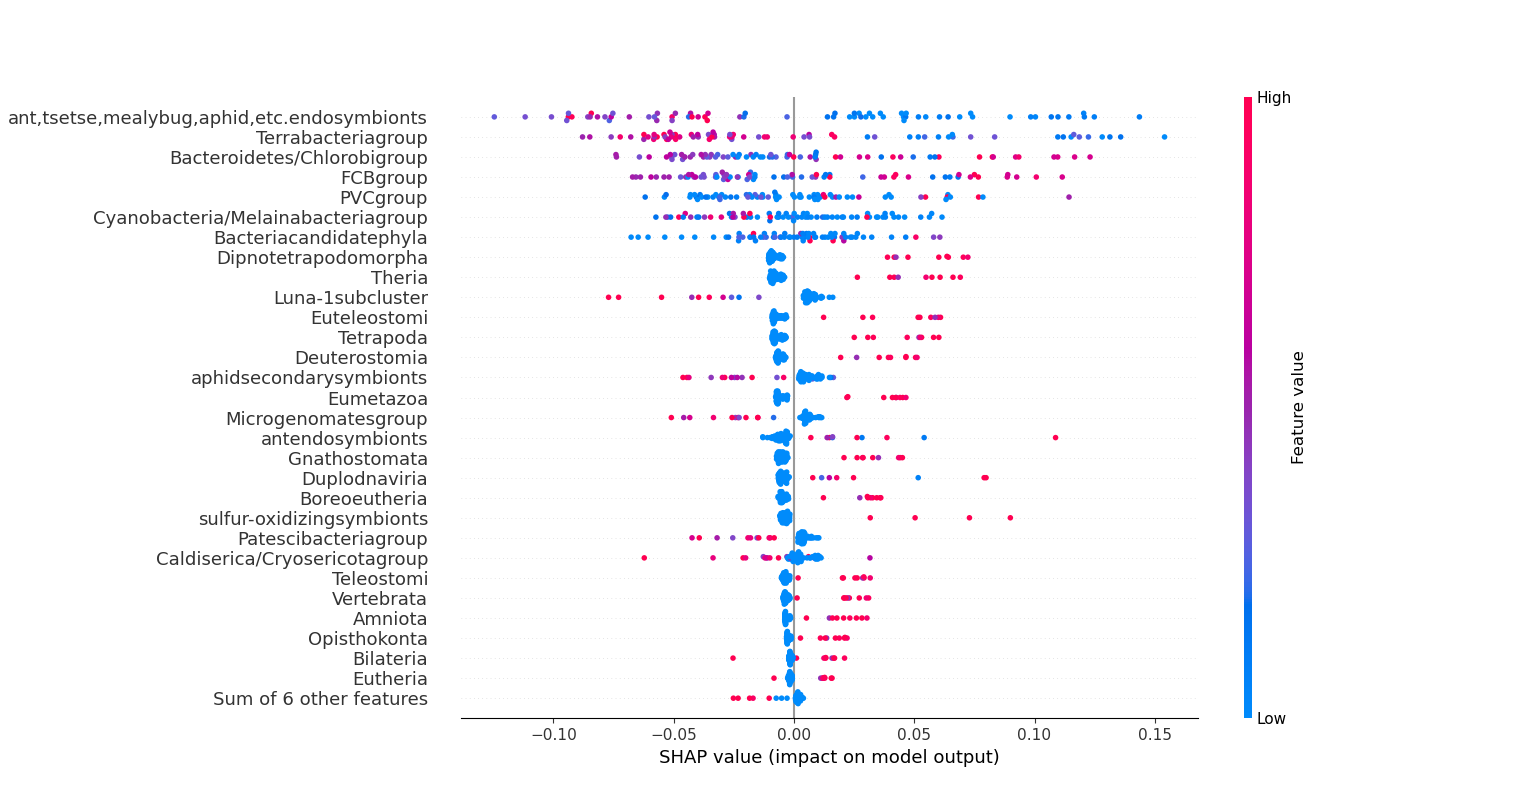 ant,tsetse,mealybug,aphid,etc.endosymbionts
Terrabacteriagroup
Bacteroidetes/Chlorobigroup
FCBgroup
PVCgroup
Cyanobacteria/Melainabacteriagroup
Bacteriacandidatephyla
Dipnotetrapodomorpha
Theria
Luna-1subcluster
Euteleostomi
Tetrapoda
Deuterostomia
aphidsecondarysymbionts
Eumetazoa
Microgenomatesgroup
antendosymbionts
Gnathostomata
Duplodnaviria
Boreoeutheria
sulfur-oxidizingsymbionts
Patescibacteriagroup
Caldiserica/Cryosericotagroup
Teleostomi
Vertebrata
Amniota
Opisthokonta
Bilateria
Eutheria
Sum of 6 other features
−0.10 −0.05 0.00 0.05 0.10 0.15
SHAP value (impact on model output)
High
Feature value
Low